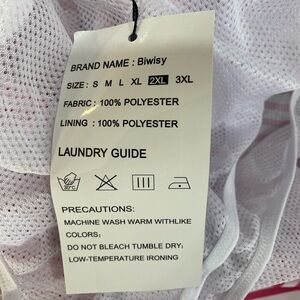 BRAND NAME : Biwisy
SIZE : S M L XL 2XL 3XL
FABRIC : 100% POLYESTER
LINING : 100% POLYESTER
LAUNDRY GUIDE
30°C
PRECAUTIONS:
MACHINE WASH WARM WITHLIKE
COLORS;
DO NOT BLEACH TUMBLE DRY;
LOW-TEMPERATURE IRONING